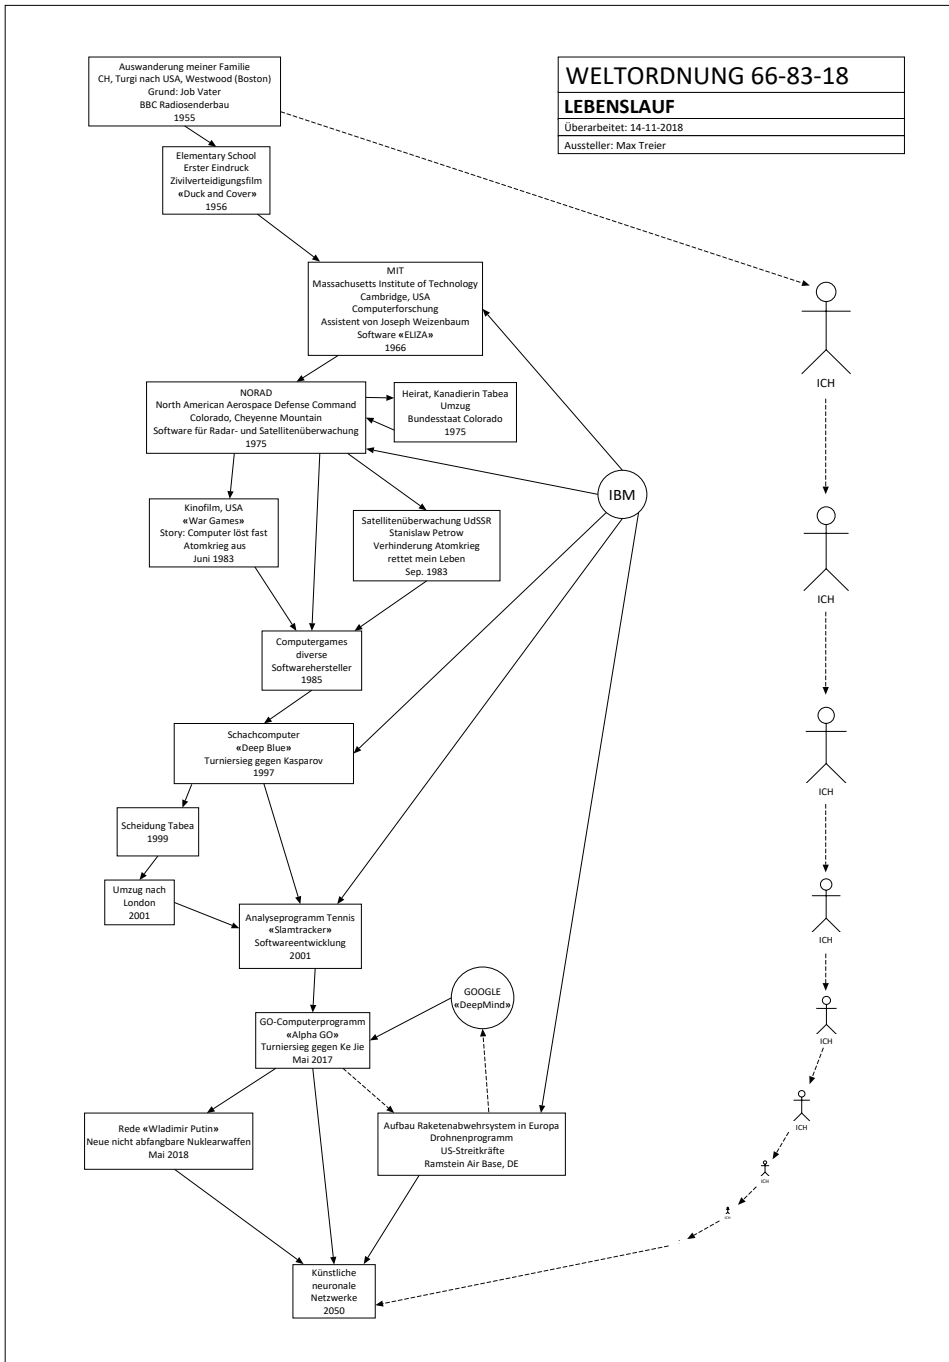 WELTORDNUNG 66-83-18
LEBENSLAUF
Überarbeitet: 14-11-2018
Aussteller: Max Treier
Auswanderung meiner Familie
CH, Turgi nach USA, Westwood (Boston)
Grund: Job Vater
BBC Radiosenderbau
1955
Elementary School
Erster Eindruck
Zivilverteidigungsfilm
«Duck and Cover»
1956
MIT
Massachusetts Institute of Technology
Cambridge, USA
Computerforschung
Assistent von Joseph Weizenbaum
Software «ELIZA»
1966
ICH
NORAD
North American Aerospace Defense Command
Colorado, Cheyenne Mountain
Software für Radar- und Satellitenüberwachung
1975
Heirat, Kanadierin Tabea
Umzug
Bundesstaat Colorado
1975
IBM
Kinofilm, USA
«War Games»
Story: Computer löst fast
Atomkrieg aus
Juni 1983
Satellitenüberwachung UdSSR
Stanislaw Petrow
Verhinderung Atomkrieg
rettet mein Leben
Sep. 1983
ICH
Computergames
diverse
Softwarehersteller
1985
Schachcomputer
«Deep Blue»
Turniersieg gegen Kasparov
1997
ICH
Scheidung Tabea
1999
Umzug nach
London
2001
Analyseprogramm Tennis
«Slamtracker»
Softwareentwicklung
2001
ICH
GOOGLE
«DeepMind»
GO-Computerprogramm
«Alpha GO»
Turniersieg gegen Ke Jie
Mai 2017
ICH
Rede «Wladimir Putin»
Neue nicht abfangbare Nuklearwaffen
Mai 2018
Aufbau Raketenabwehrsystem in Europa
Drohnenprogramm
US-Streitkräfte
Ramstein Air Base, DE
ICH
ICH
ICH
Künstliche
neuronale
Netzwerke
2050